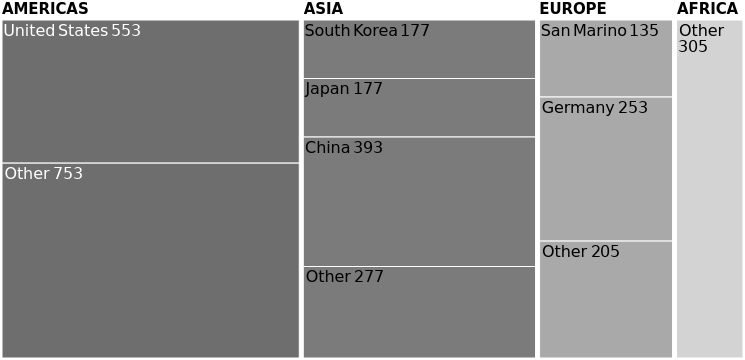 AMERICAS
United States 553
Other 753
ASIA
South Korea 177
Japan 177
China 393
Other 277
EUROPE
San Marino 135
Germany 253
Other 205
AFRICA
Other
305